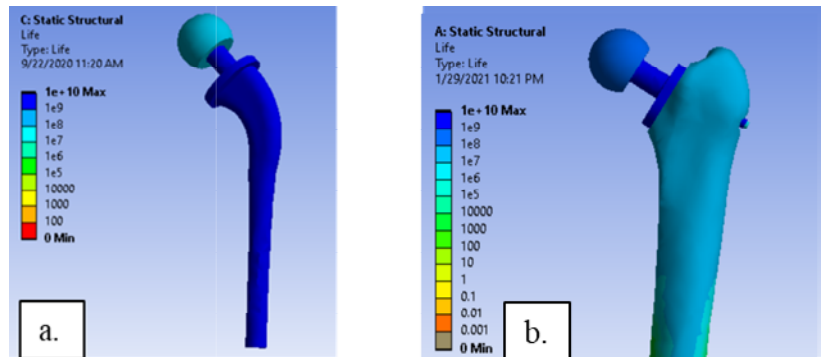 C: Static Structural
Life
Type: Life
9/22/2020 11:20 AM
1e+10 Max
1e9
1e8
1e7
1e6
1e5
10000
1000
100
0 Min
a.
A: Static Structural
Life
Type: Life
1/29/2021 10:21 PM
1e+10 Max
1e9
1e8
1e7
1e6
1e5
10000
1000
100
10
1
0.1
0.01
0.001
0 Min
b.